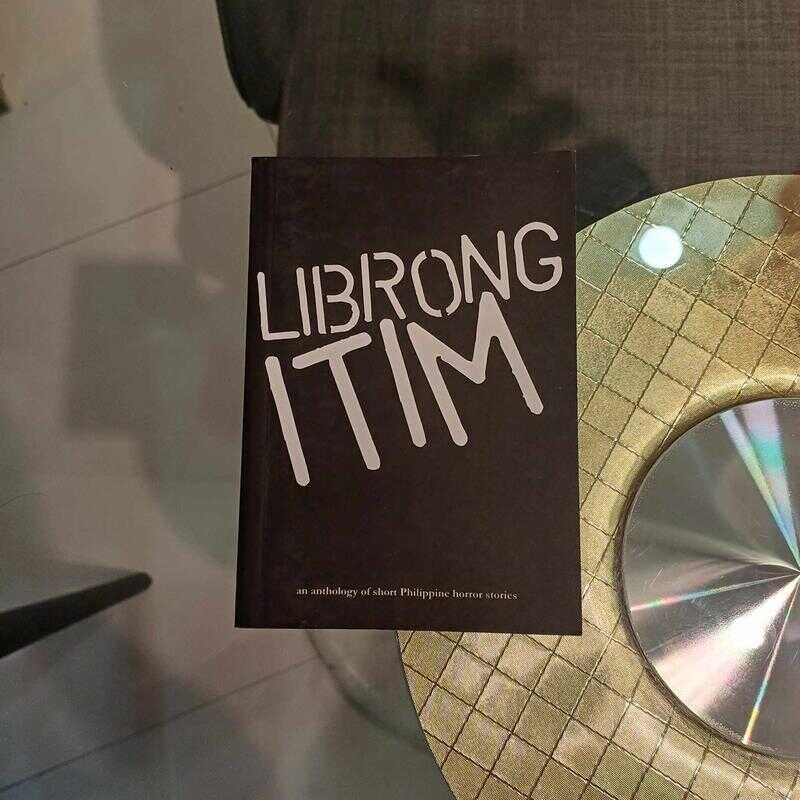 LIBRONG
ITIM
an anthology of short Philippine horror stories